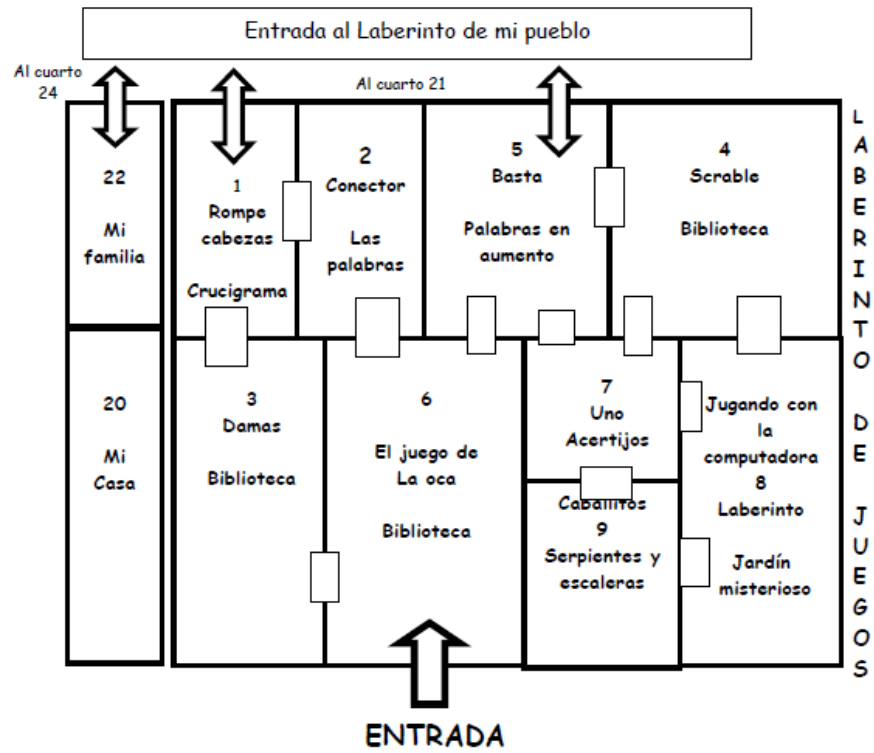 Entrada al Laberinto de mi pueblo
Al cuarto
24
Al cuarto 21
22
Mi
familia
1
Rompe
cabezas
Crucigrama
2
Conector
Las
palabras
5
Basta
Palabras en
aumento
4
Scrable
Biblioteca
20
Mi
Casa
3
Damas
Biblioteca
6
El juego de
La oca
Biblioteca
7
Uno
Acertijos
Jugando con
la
computadora
8
Laberinto
Jardín
misterioso
Caballitos
9
Serpientes y
escaleras
LABERINTO DE JUEGOS
ENTRADA